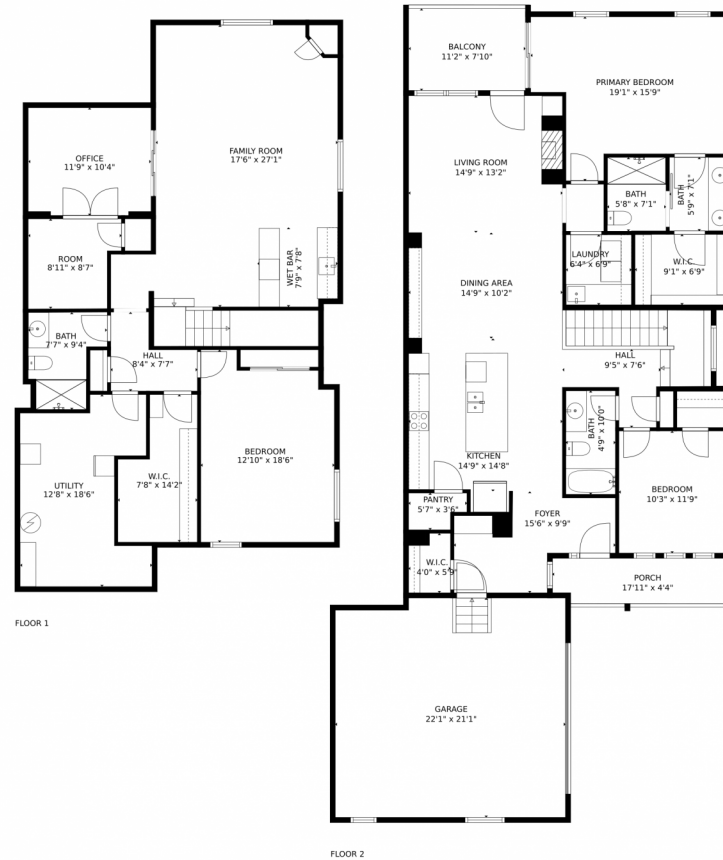 OFFICE
11'9" x 10'4"
FAMILY ROOM
17'6" x 27'1"
ROOM
8'11" x 8'7"
WET BAR
7'9" x 7'8"
BATH
7'7" x 9'4"
HALL
8'4" x 7'7"
UTILITY
12'8" x 18'6"
W.I.C.
7'8" x 14'2"
BEDROOM
12'10" x 18'6"
FLOOR 1
BALCONY
11'2" x 7'10"
PRIMARY BEDROOM
19'1" x 15'9"
LIVING ROOM
14'9" x 13'2"
BATH
5'8" x 7'1"
BATH
5'9" x 7'1"
LAUNDRY
6'4" x 6'9"
W.I.C.
9'1" x 6'9"
DINING AREA
14'9" x 10'2"
HALL
9'5" x 7'6"
KITCHEN
14'9" x 14'8"
BATH
4'9" x 10'0"
BEDROOM
10'3" x 11'9"
PANTRY
5'7" x 3'6"
FOYER
15'6" x 9'9"
W.I.C.
4'0" x 5'9"
PORCH
17'11" x 4'4"
GARAGE
22'1" x 21'1"
FLOOR 2